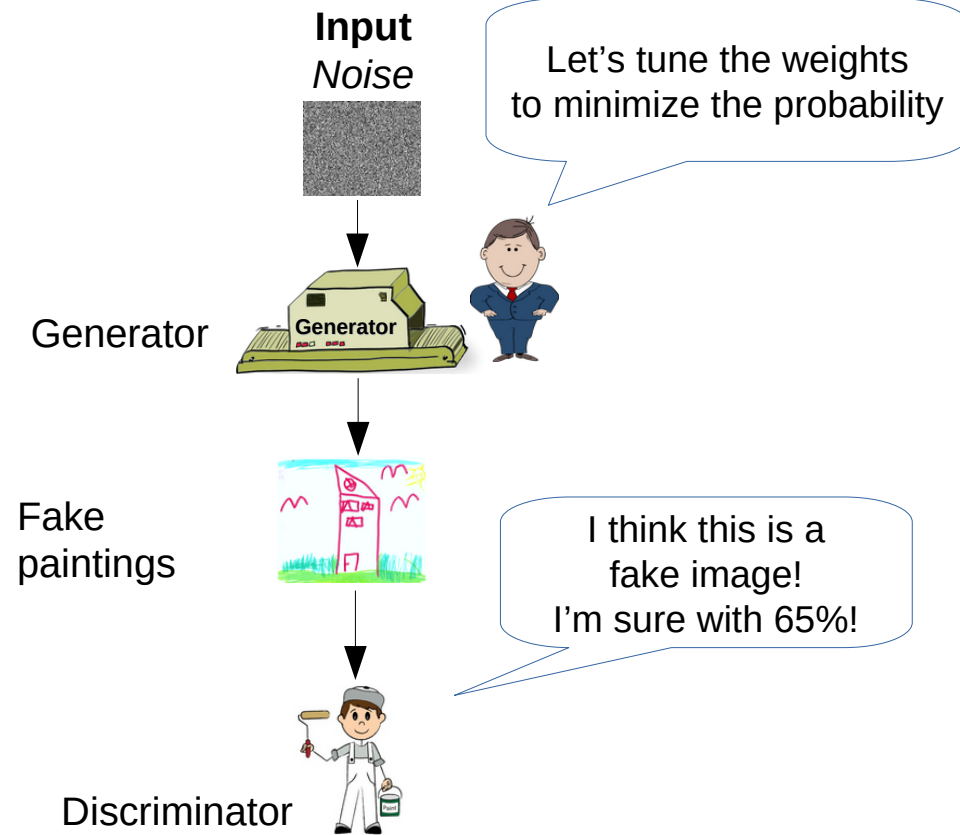 Input
Noise
Let's tune the weights
to minimize the probability
Generator
Generator
Fake
paintings
I think this is a
fake image!
I'm sure with 65%!
Paint
Discriminator